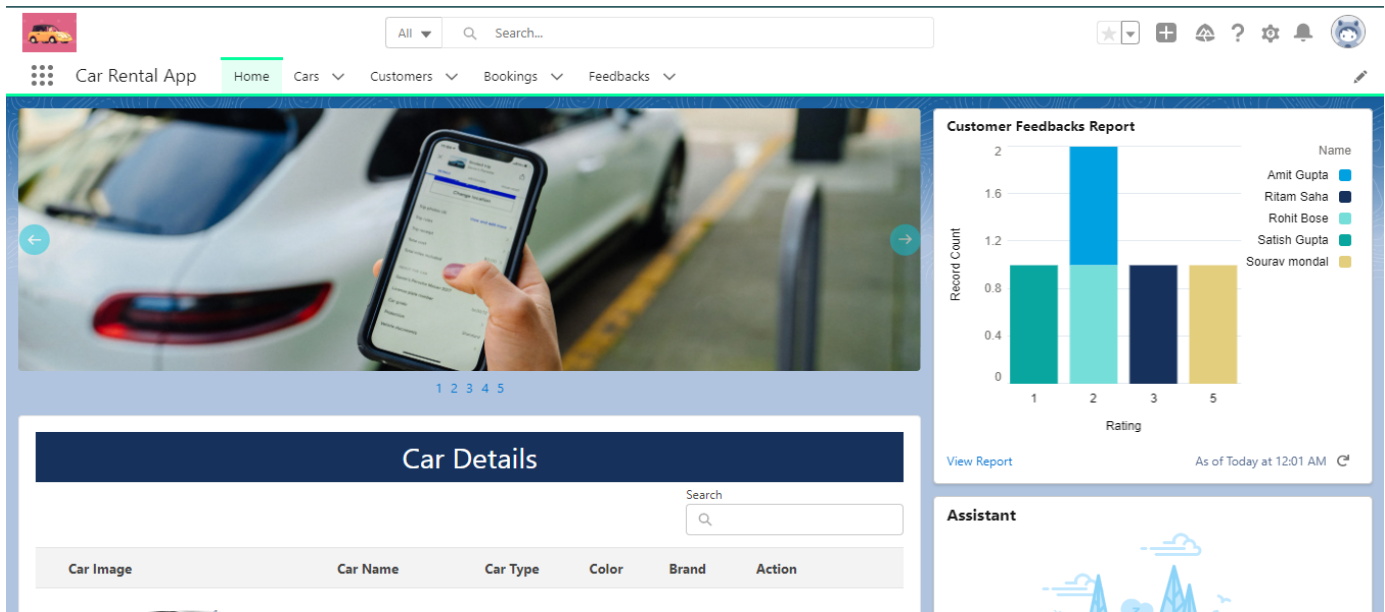 All
Search...
Car Rental App
Home
Cars
Customers
Bookings
Feedbacks
Change location
1 2 3 4 5
Customer Feedbacks Report
2
1.6
1.2
0.8
0.4
0
Record Count
1
2
3
5
Rating
Name
Amit Gupta
Ritam Saha
Rohit Bose
Satish Gupta
Sourav mondal
View Report
As of Today at 12:01 AM
Car Details
Search
Car Image
Car Name
Car Type
Color
Brand
Action
Assistant